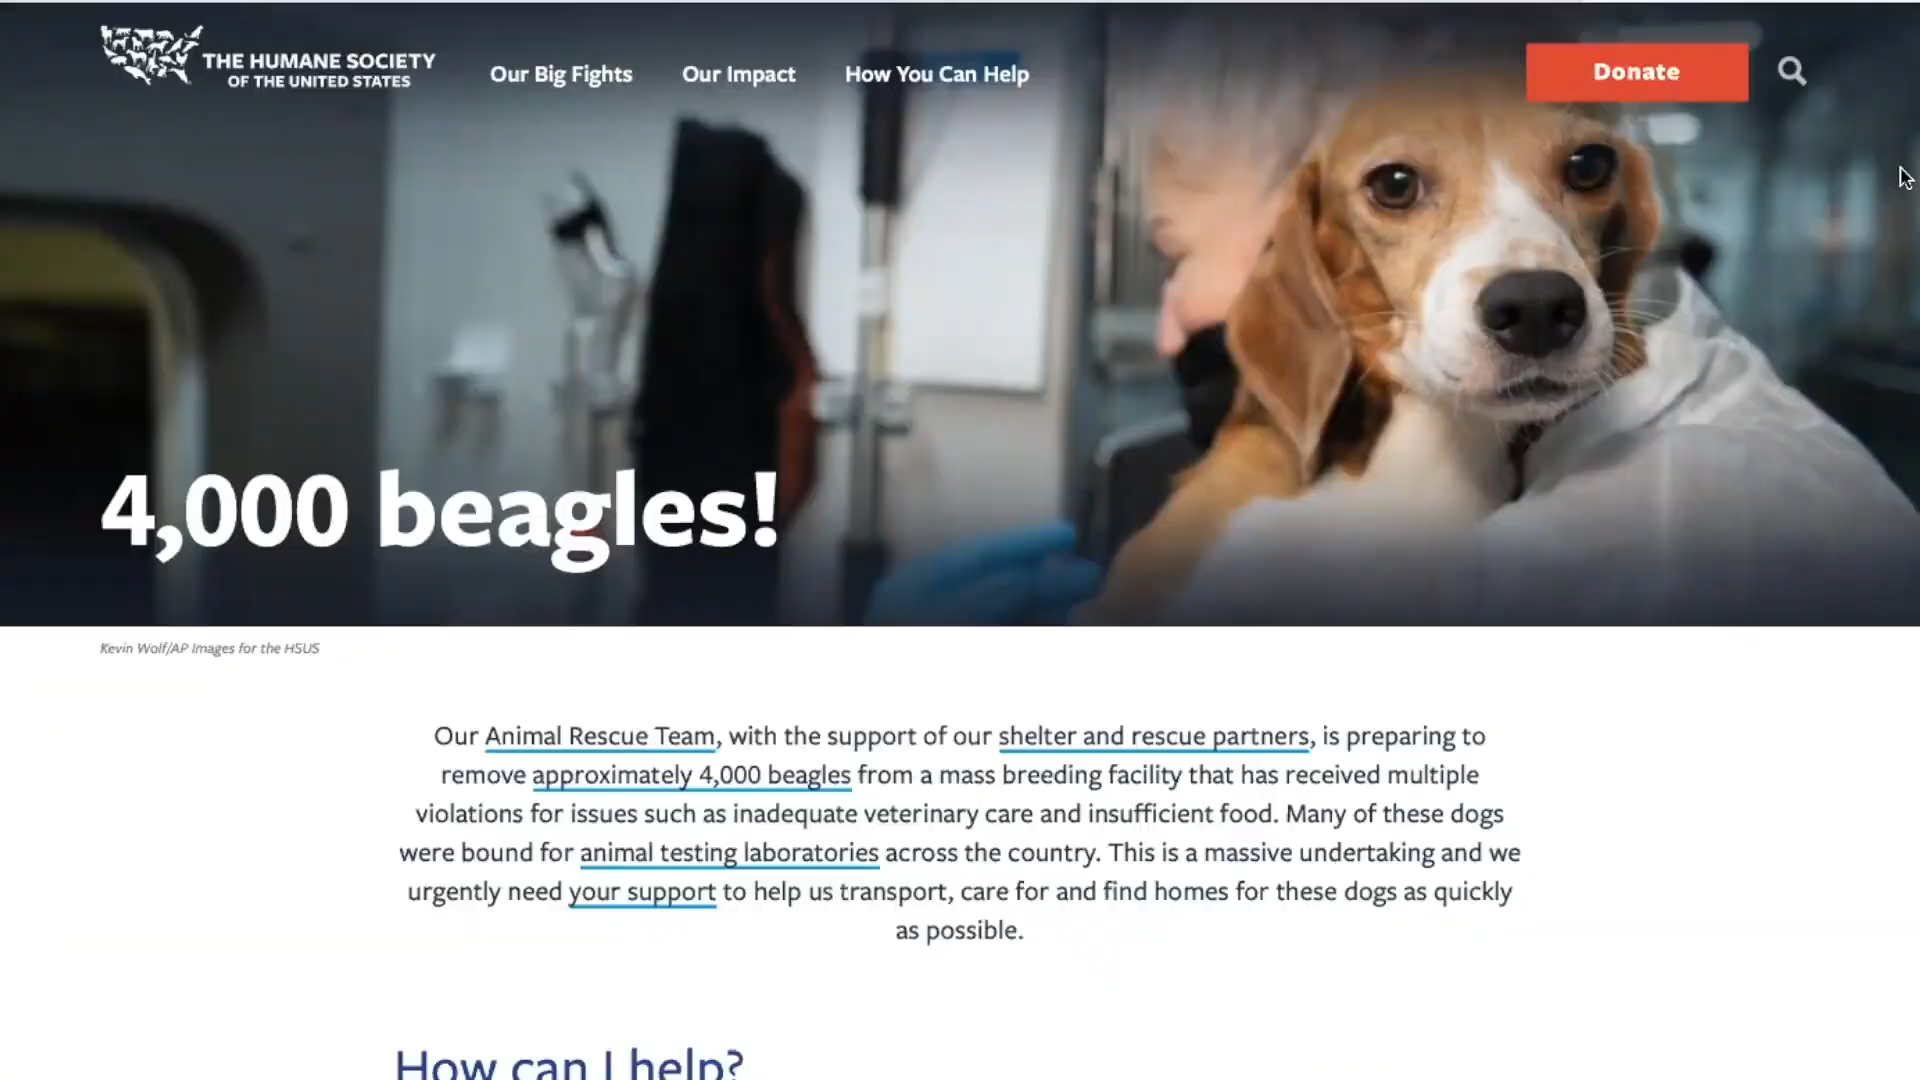 THE HUMANE SOCIETY
OF THE UNITED STATES
Our Big Fights
Our Impact
How You Can Help
Donate
4,000 beagles!
Kevin Wolf/AP Images for the HSUS
Our Animal Rescue Team, with the support of our shelter and rescue partners, is preparing to
remove approximately 4,000 beagles from a mass breeding facility that has received multiple
violations for issues such as inadequate veterinary care and insufficient food. Many of these dogs
were bound for animal testing laboratories across the country. This is a massive undertaking and we
urgently need your support to help us transport, care for and find homes for these dogs as quickly
as possible.
How can I help?